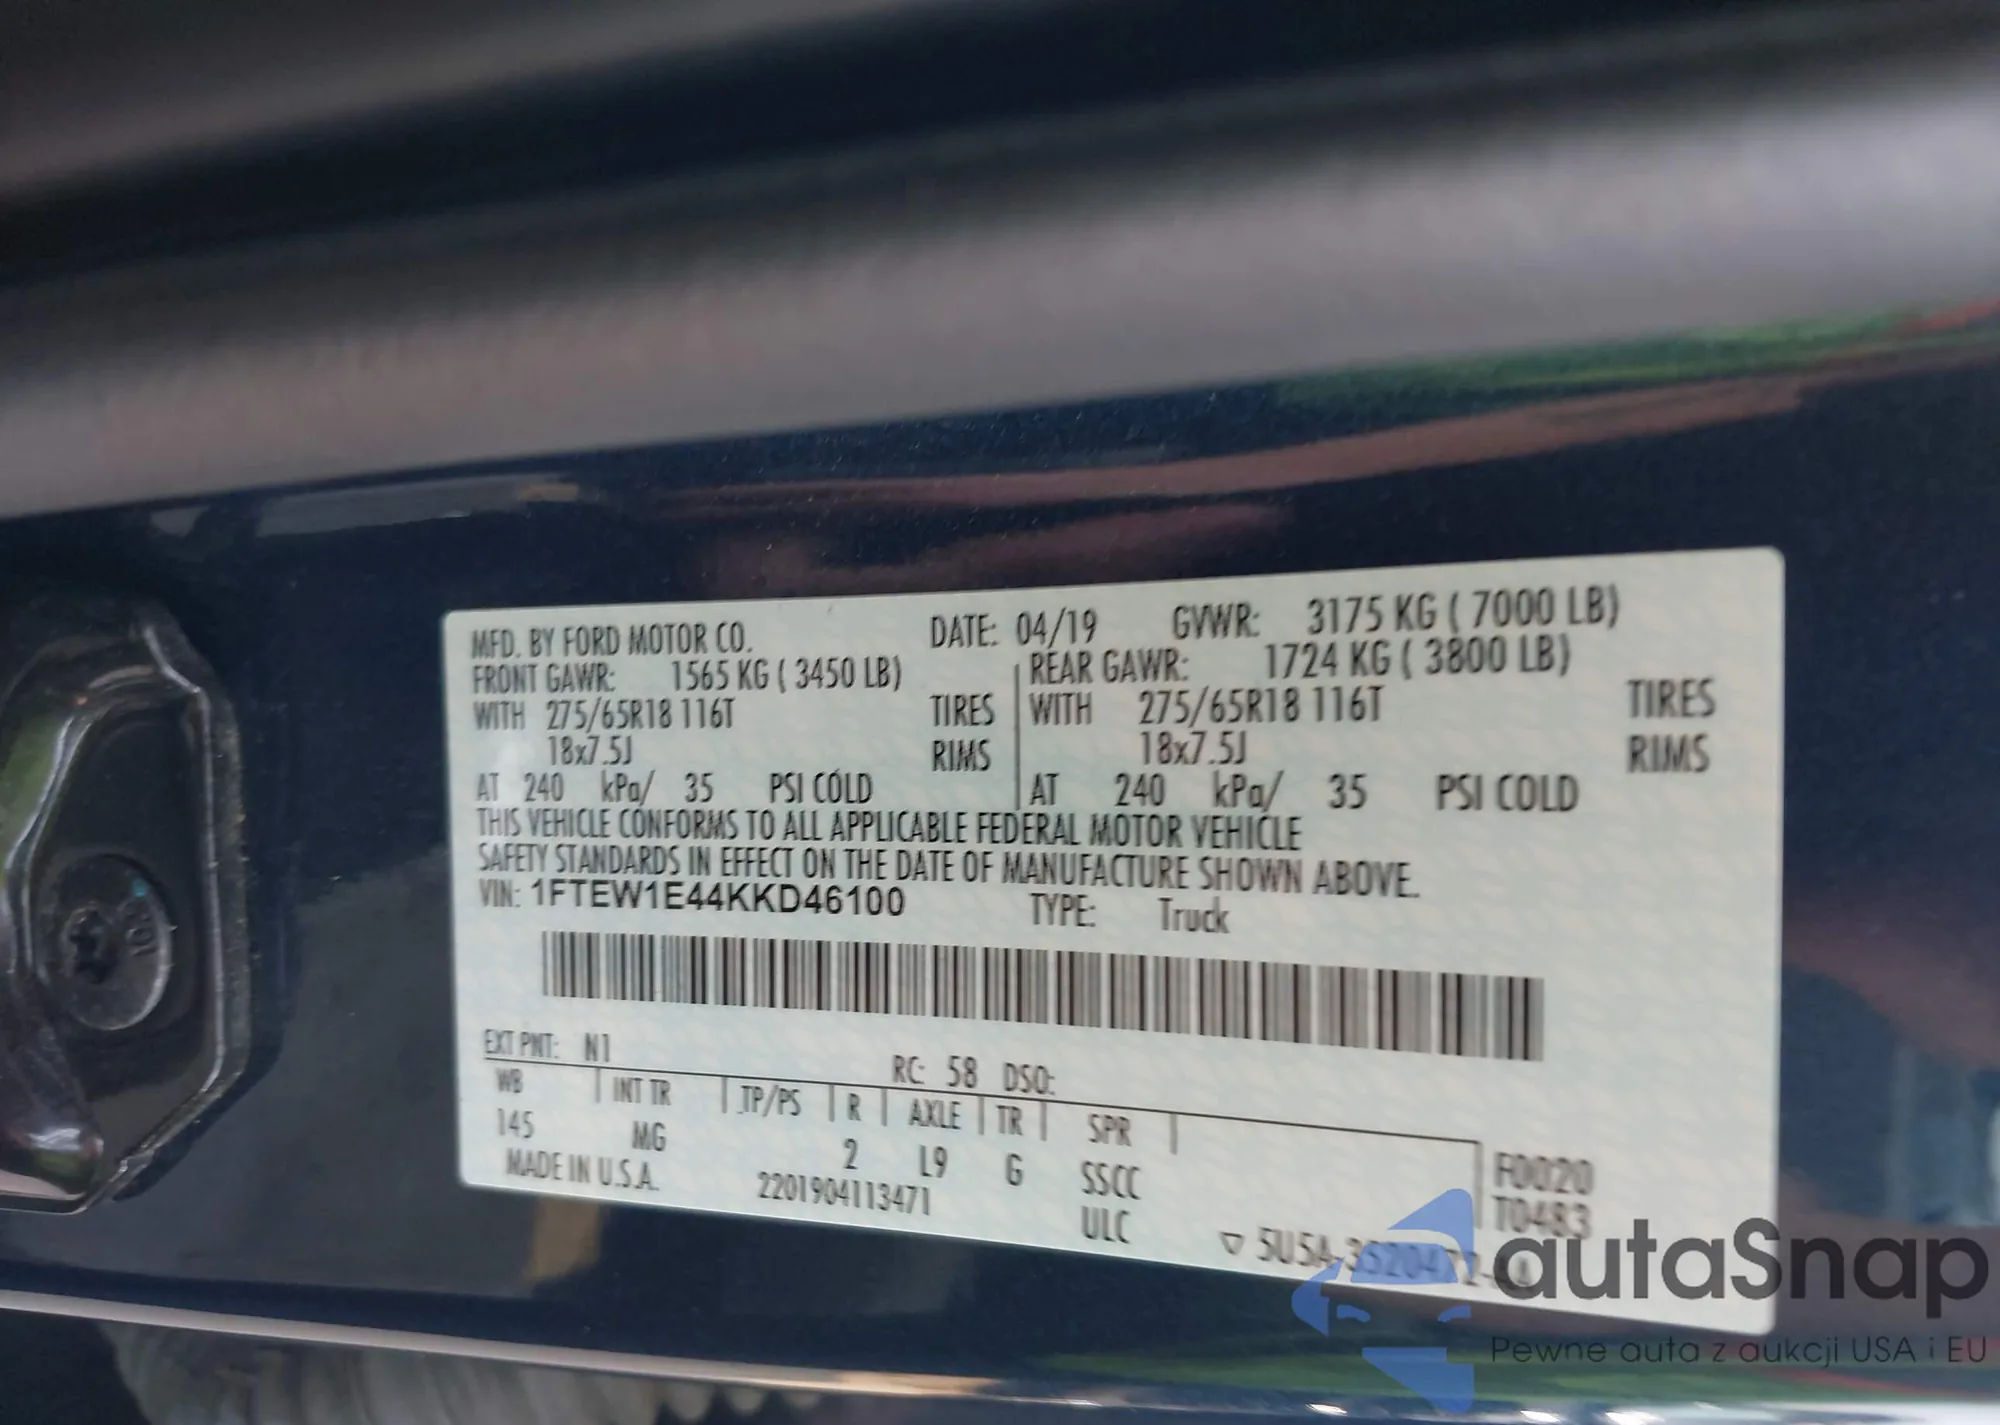 MFD. BY FORD MOTOR CO. DATE: 04/19 GVWR: 3175 KG ( 7000 LB)
FRONT GAWR: 1565 KG ( 3450 LB) REAR GAWR: 1724 KG ( 3800 LB)
WITH 275/65R18 116T TIRES WITH 275/65R18 116T TIRES
18x7.5J RIMS 18x7.5J RIMS
AT 240 kPa/ 35 PSI COLD AT 240 kPa/ 35 PSI COLD
THIS VEHICLE CONFORMS TO ALL APPLICABLE FEDERAL MOTOR VEHICLE
SAFETY STANDARDS IN EFFECT ON THE DATE OF MANUFACTURE SHOWN ABOVE.
VIN: 1FTEW1E44KKD46100 TYPE: Truck
EXT PNT: N1 RC: 58 DSO:
WB INT TR TP/PS R AXLE TR SPR
145 MG 2 L9 G SSCC F0020
MADE IN U.S.A. 2201904113471 ULC T0483
autaSnap
Pewne auta z aukcji USA i EU